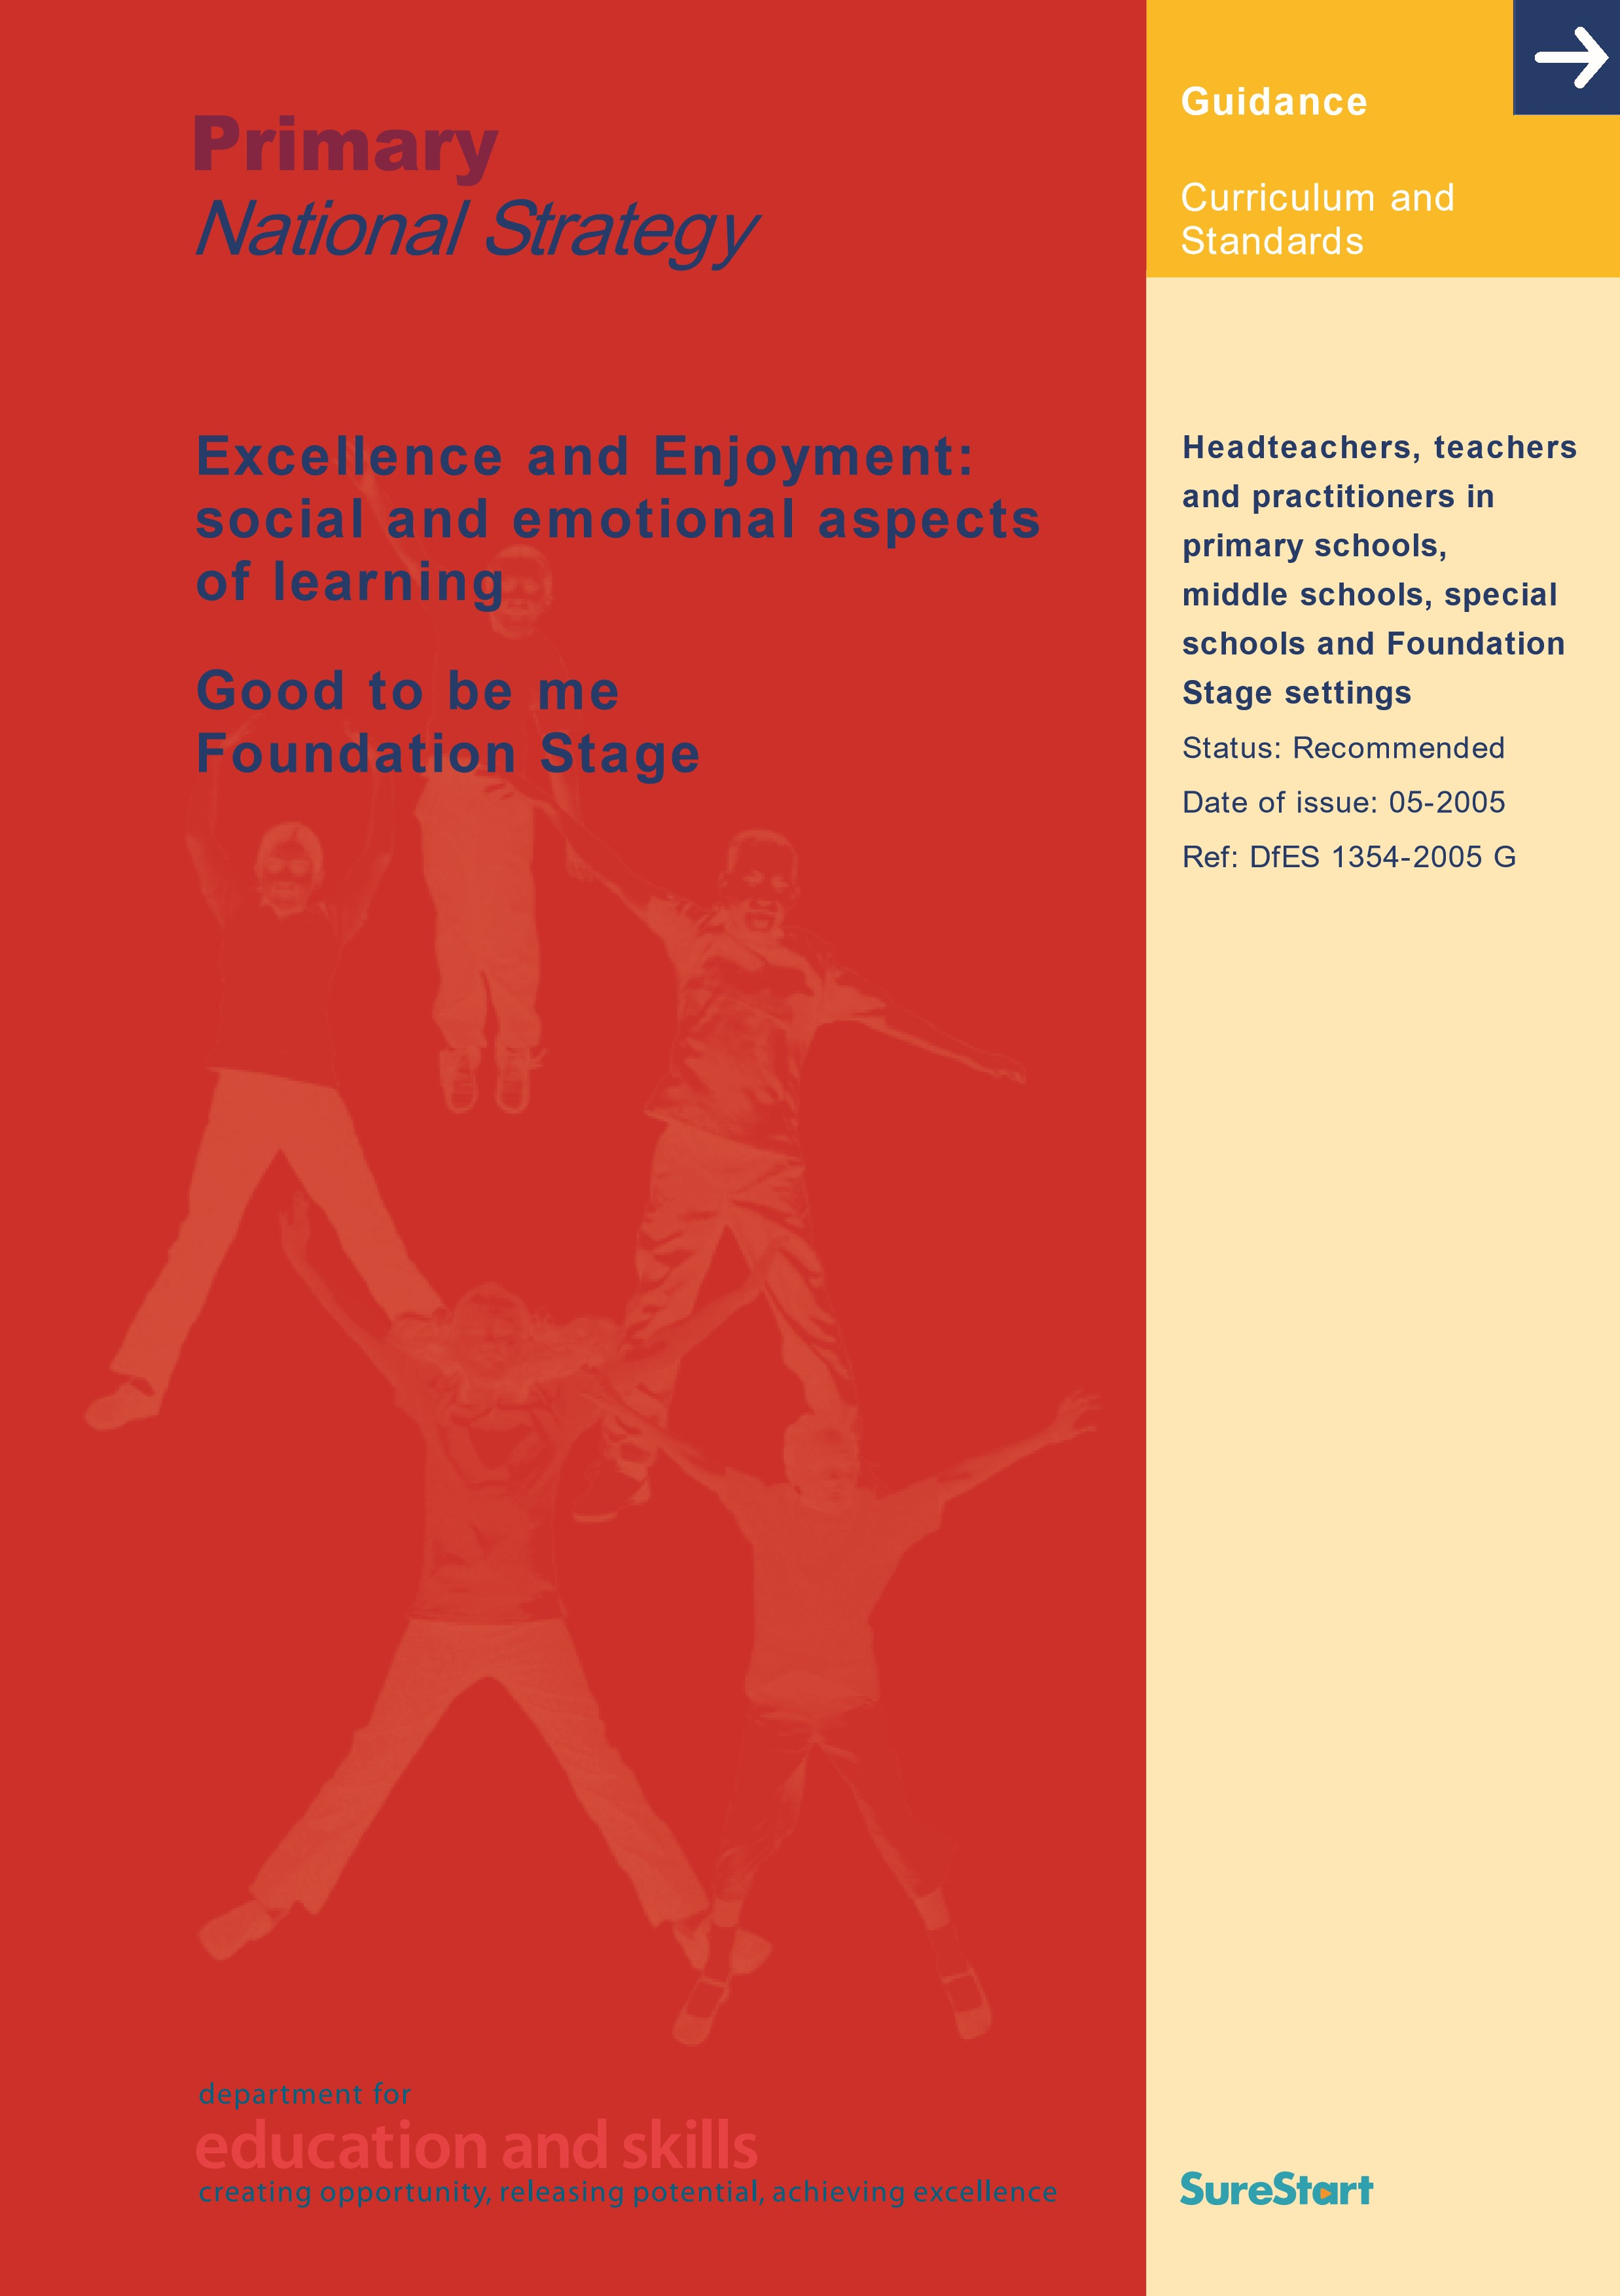 Primary
National Strategy
Excellence and Enjoyment:
social and emotional aspects
of learning
Good to be me
Foundation Stage
department for
education and skills
creating opportunity, releasing potential, achieving excellence
Guidance
Curriculum and
Standards
Headteachers, teachers
and practitioners in
primary schools,
middle schools, special
schools and Foundation
Stage settings
Status: Recommended
Date of issue: 05-2005
Ref: DfES 1354-2005 G
SureStart